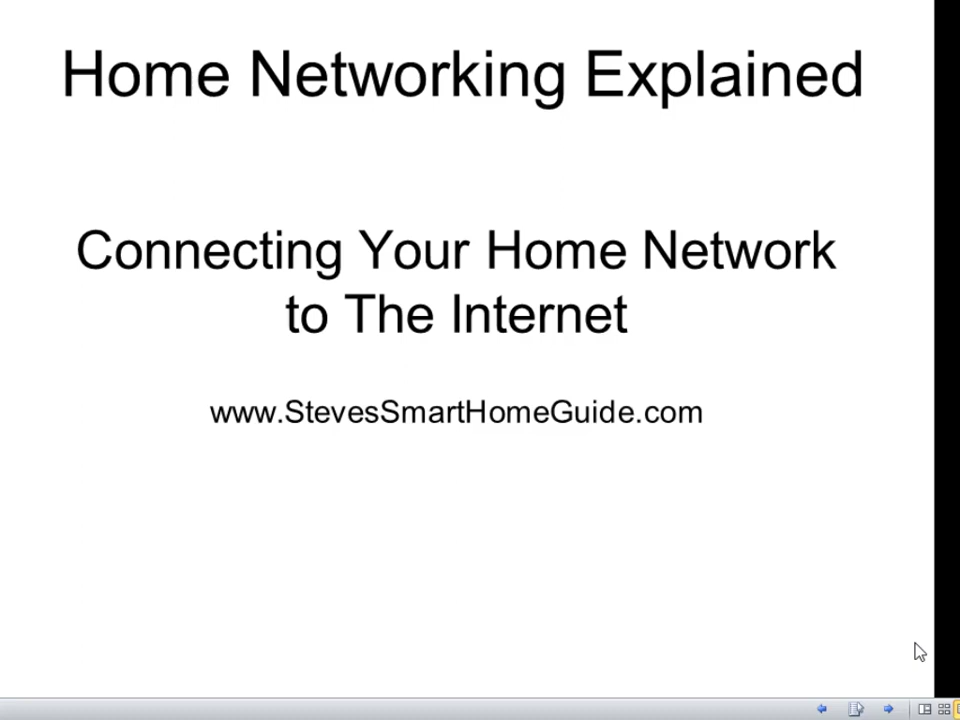 Home Networking Explained
Connecting Your Home Network
to The Internet
www.StevesSmartHomeGuide.com